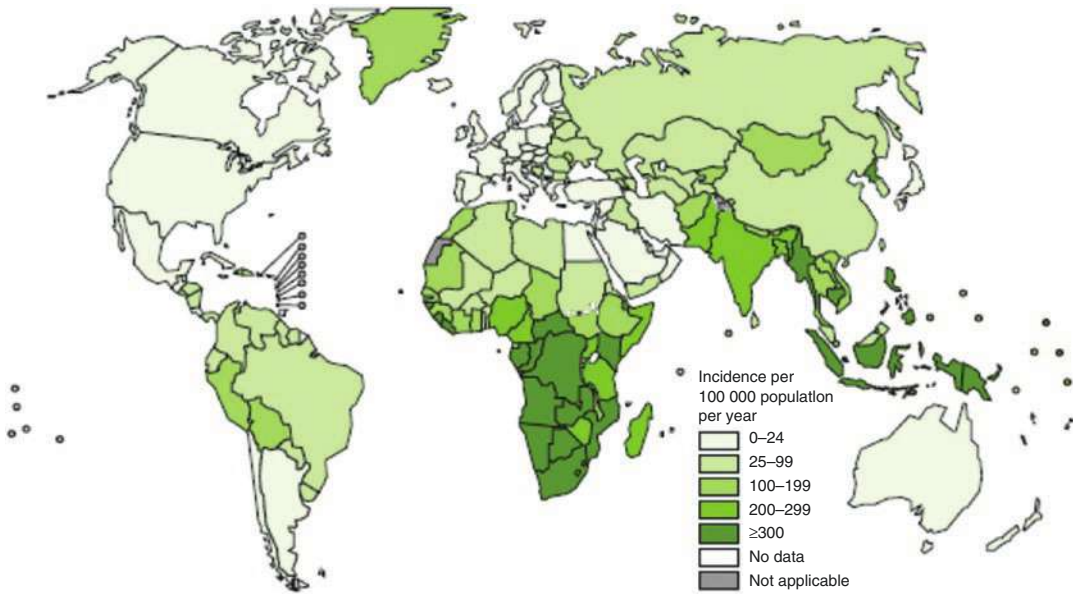 Incidence per
100 000 population
per year
0–24
25–99
100–199
200–299
≥300
No data
Not applicable